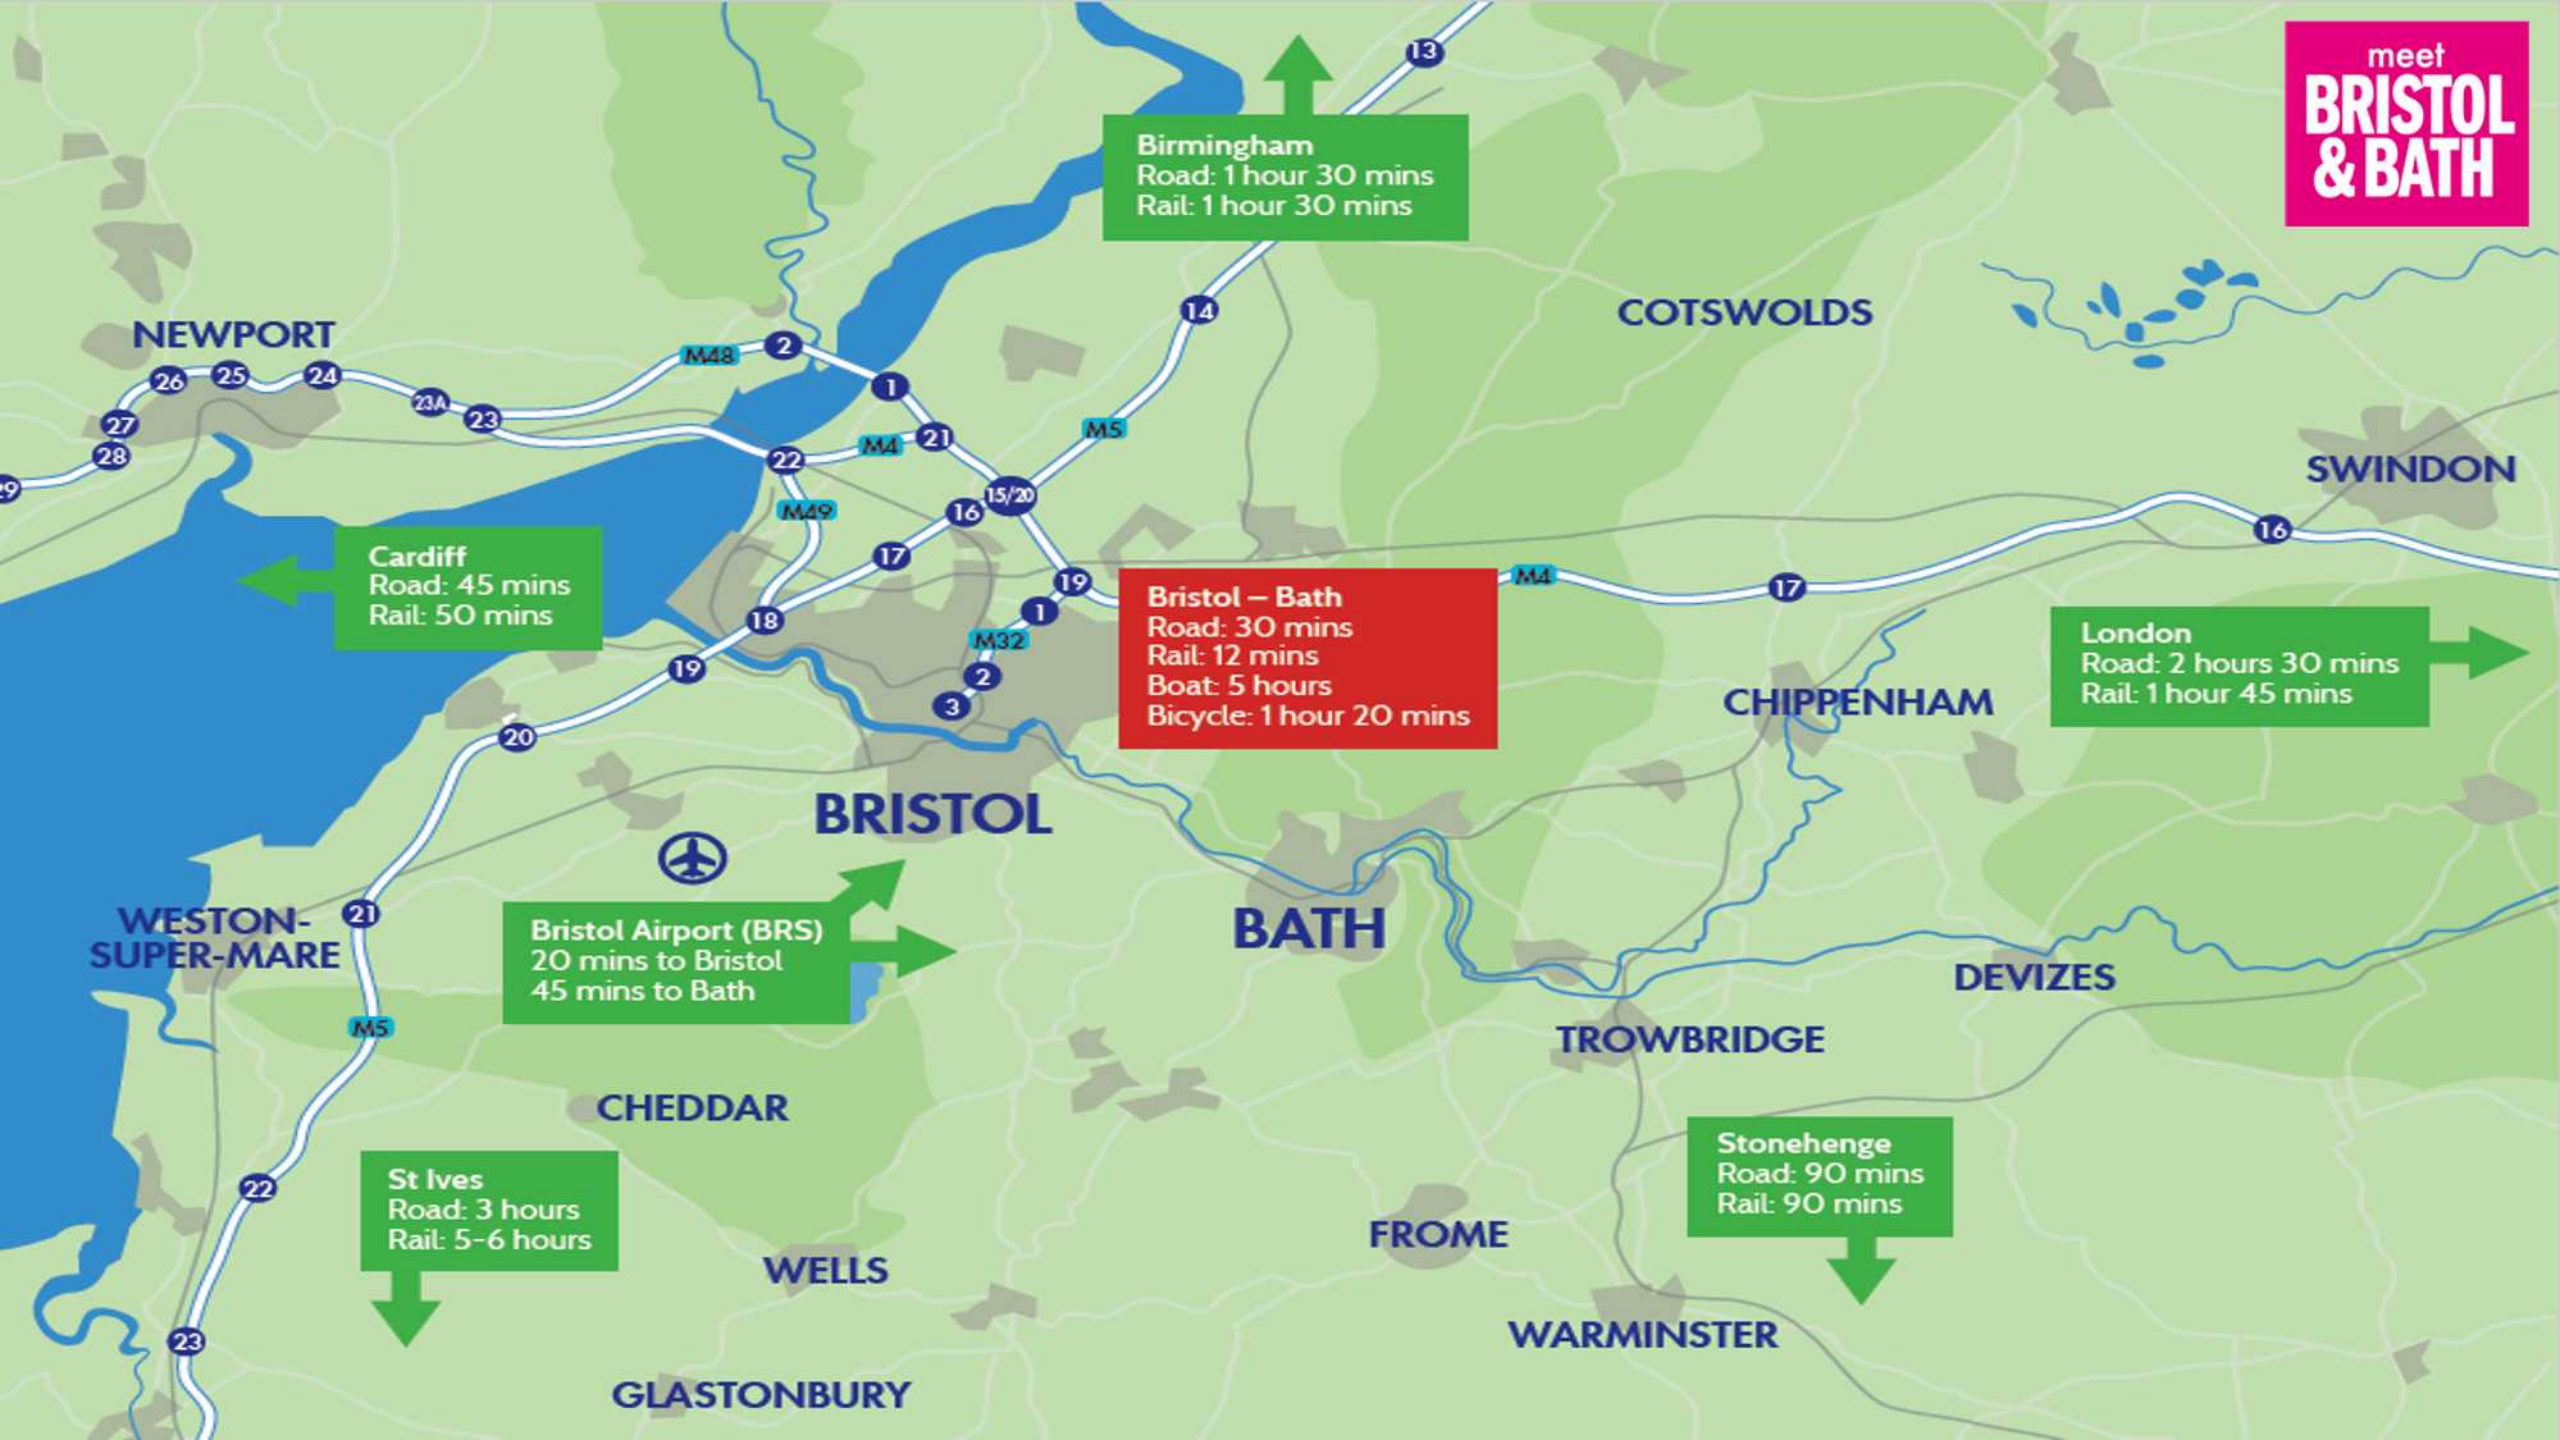 meet
BRISTOL
& BATH
13
Birmingham
Road: 1 hour 30 mins
Rail: 1 hour 30 mins
14
COTSWOLDS
NEWPORT
M48
2
26
25
24
23A
23
1
27
28
29
22
M4
21
M5
SWINDON
15/20
16
M49
16
17
Cardiff
Road: 45 mins
Rail: 50 mins
19
1
18
M32
2
3
19
20
Bristol – Bath
Road: 30 mins
Rail: 12 mins
Boat: 5 hours
Bicycle: 1 hour 20 mins
M4
17
London
Road: 2 hours 30 mins
Rail: 1 hour 45 mins
CHIPPENHAM
BRISTOL
21
WESTON-
SUPER-MARE
Bristol Airport (BRS)
20 mins to Bristol
45 mins to Bath
BATH
DEVIZES
M5
TROWBRIDGE
CHEDDAR
St Ives
Road: 3 hours
Rail: 5-6 hours
22
Stonehenge
Road: 90 mins
Rail: 90 mins
FROME
WELLS
23
WARMINSTER
GLASTONBURY